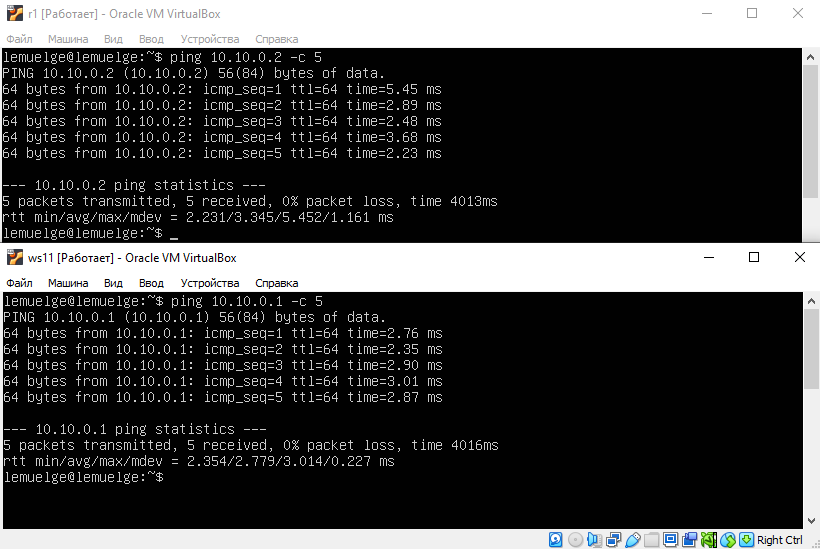 r1 [Работает] - Oracle VM VirtualBox
Файл Машина Вид Ввод Устройства Справка
lemuelge@lemuelge:~$ ping 10.10.0.2 -c 5
PING 10.10.0.2 (10.10.0.2) 56(84) bytes of data.
64 bytes from 10.10.0.2: icmp_seq=1 ttl=64 time=5.45 ms
64 bytes from 10.10.0.2: icmp_seq=2 ttl=64 time=2.89 ms
64 bytes from 10.10.0.2: icmp_seq=3 ttl=64 time=2.48 ms
64 bytes from 10.10.0.2: icmp_seq=4 ttl=64 time=3.68 ms
64 bytes from 10.10.0.2: icmp_seq=5 ttl=64 time=2.23 ms
--- 10.10.0.2 ping statistics ---
5 packets transmitted, 5 received, 0% packet loss, time 4013ms
rtt min/avg/max/mdev = 2.231/3.345/5.452/1.161 ms
lemuelge@lemuelge:~$ _
ws11 [Работает] - Oracle VM VirtualBox
Файл Машина Вид Ввод Устройства Справка
lemuelge@lemuelge:~$ ping 10.10.0.1 -c 5
PING 10.10.0.1 (10.10.0.1) 56(84) bytes of data.
64 bytes from 10.10.0.1: icmp_seq=1 ttl=64 time=2.76 ms
64 bytes from 10.10.0.1: icmp_seq=2 ttl=64 time=2.35 ms
64 bytes from 10.10.0.1: icmp_seq=3 ttl=64 time=2.90 ms
64 bytes from 10.10.0.1: icmp_seq=4 ttl=64 time=3.01 ms
64 bytes from 10.10.0.1: icmp_seq=5 ttl=64 time=2.87 ms
--- 10.10.0.1 ping statistics ---
5 packets transmitted, 5 received, 0% packet loss, time 4016ms
rtt min/avg/max/mdev = 2.354/2.779/3.014/0.227 ms
lemuelge@lemuelge:~$
Right Ctrl